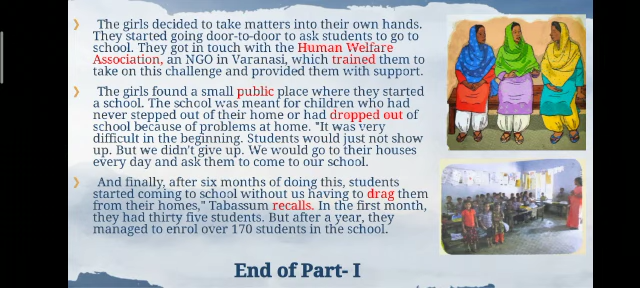 The girls decided to take matters into their own hands.
They started going door-to-door to ask students to go to
school. They got in touch with the Human Welfare
Association, an NGO in Varanasi, which trained them to
take on this challenge and provided them with support.
The girls found a small public place where they started
a school. The school was meant for children who had
never stepped out of their home or had dropped out of
school because of problems at home. "It was very
difficult in the beginning. Students would just not show
up. But we didn't give up. We would go to their houses
every day and ask them to come to our school.
And finally, after six months of doing this, students
started coming to school without us having to drag them
from their homes," Tabassum recalls. In the first month,
they had thirty five students. But after a year, they
managed to enrol over 170 students in the school.
End of Part- I